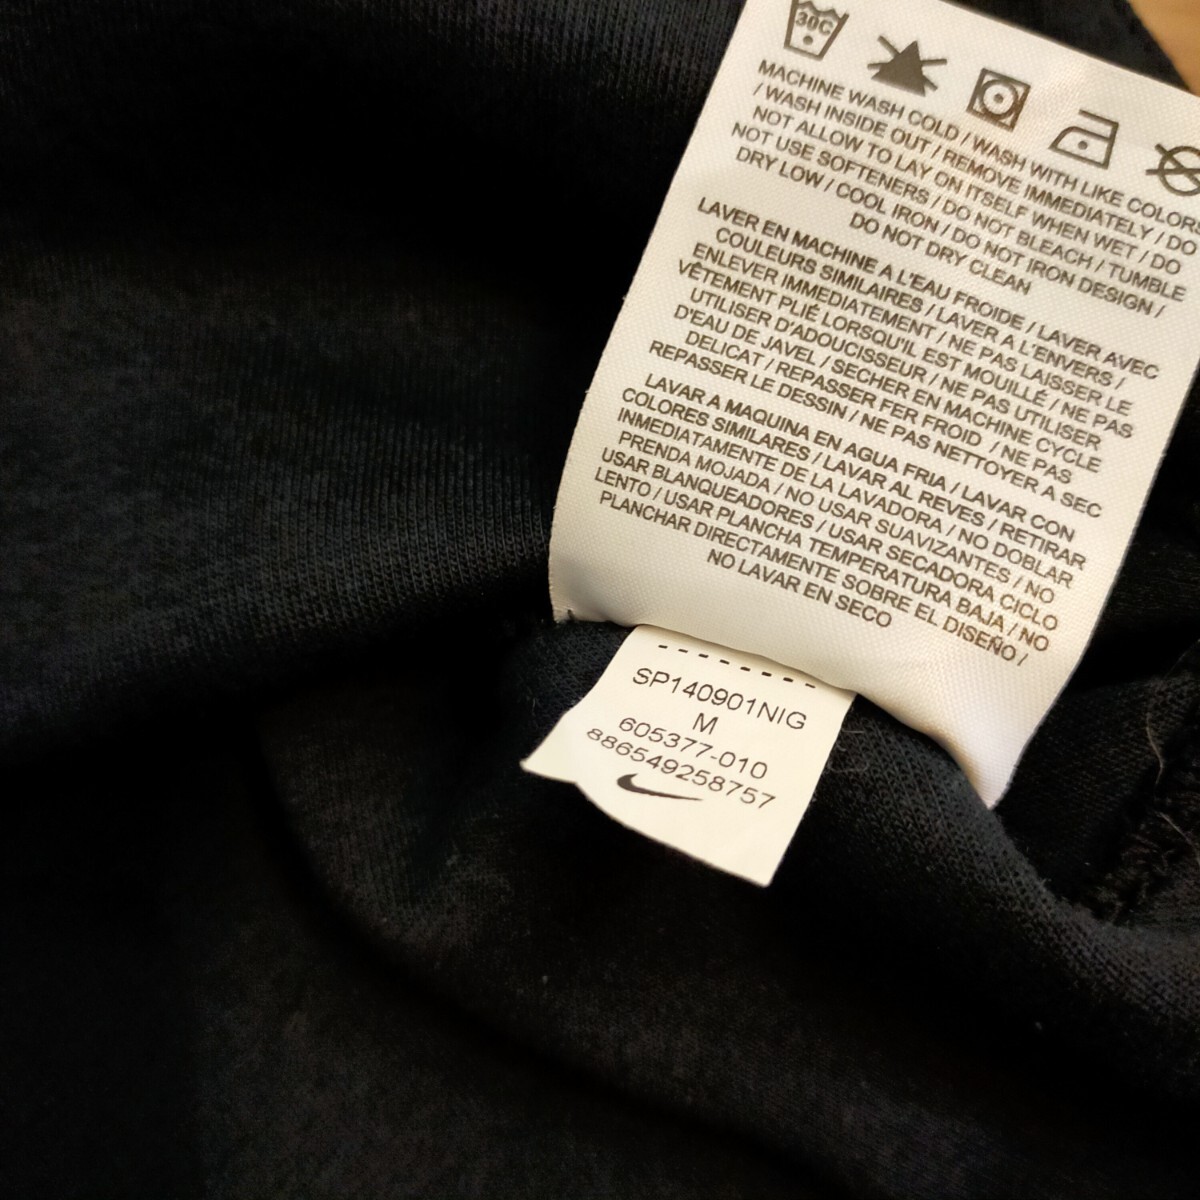 30C
MACHINE WASH COLD / WASH WITH LIKE COLORS
/ WASH INSIDE OUT / REMOVE IMMEDIATELY / DO
NOT ALLOW TO LAY ON ITSELF WHEN WET / DO
NOT USE SOFTENERS / DO NOT BLEACH / TUMBLE
DRY LOW / COOL IRON / DO NOT IRON DESIGN /
DO NOT DRY CLEAN
LAVER EN MACHINE A L'EAU FROIDE / LAVER AVEC
COULEURS SIMILAIRES / LAVER A L'ENVERS /
ENLEVER IMMEDIATEMENT / NE PAS LAISSER LE
VÊTEMENT PLIÉ LORSQU'IL EST MOUILLÉ / NE PAS
UTILISER D'ADOUCISSEUR / NE PAS UTILISER
D'EAU DE JAVEL / SECHER EN MACHINE CYCLE
DELICAT / REPASSER FER FROID / NE PAS
REPASSER LE DESSIN / NE PAS NETTOYER A SEC
LAVAR A MAQUINA EN AGUA FRIA / LAVAR CON
COLORES SIMILARES / LAVAR AL REVES / RETIRAR
INMEDIATAMENTE DE LA LAVADORA / NO DOBLAR
PRENDA MOJADA / NO USAR SUAVIZANTES / NO
USAR BLANQUEADORES / USAR SECADORA CICLO
LENTO / USAR PLANCHA TEMPERATURA BAJA / NO
PLANCHAR DIRECTAMENTE SOBRE EL DISEÑO /
NO LAVAR EN SECO
SP140901NIG
M
605377-010
886549258757